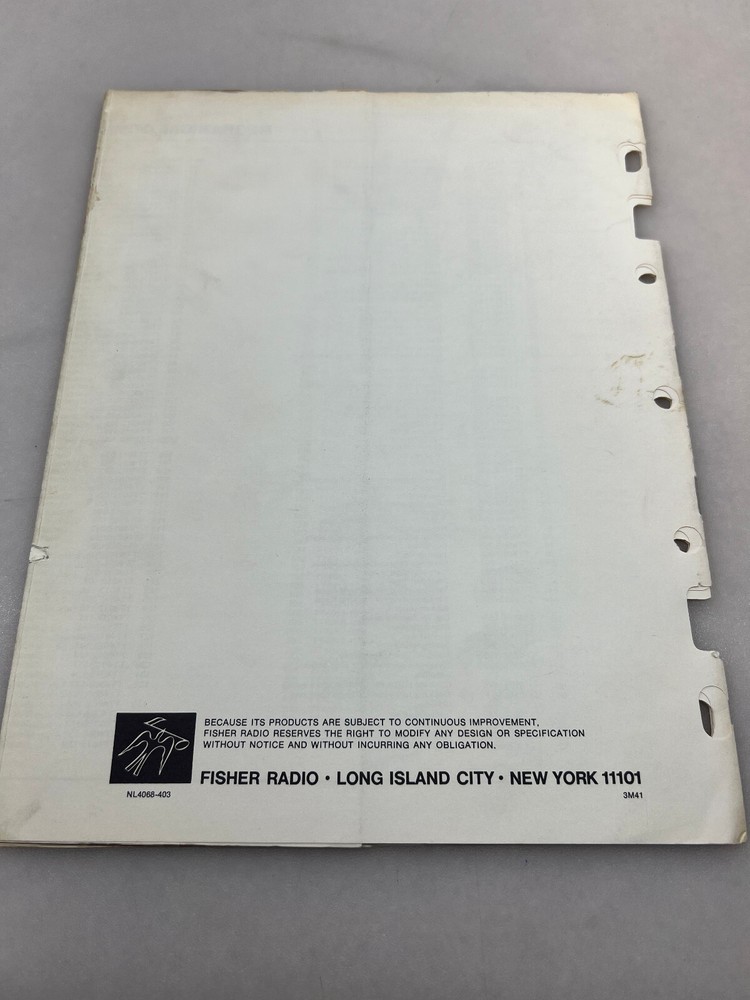 BECAUSE ITS PRODUCTS ARE SUBJECT TO CONTINUOUS IMPROVEMENT,
FISHER RADIO RESERVES THE RIGHT TO MODIFY ANY DESIGN OR SPECIFICATION
WITHOUT NOTICE AND WITHOUT INCURRING ANY OBLIGATION.
FISHER RADIO • LONG ISLAND CITY • NEW YORK 11101
NL4068-403 3M41